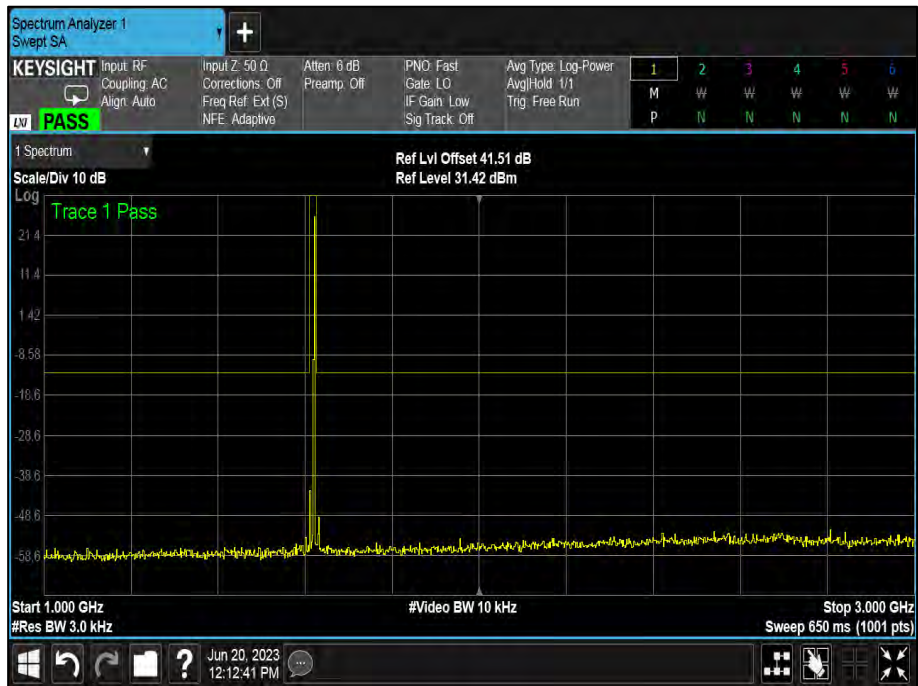 Spectrum Analyzer 1
Swept SA
+
KEYSIGHT
LXI PASS
Input: RF
Coupling: AC
Align: Auto
Input Z: 50 Ω
Corrections: Off
Freq Ref: Ext (S)
NFE: Adaptive
Atten: 6 dB
Preamp: Off
PNO: Fast
Gate: LO
IF Gain: Low
Sig Track: Off
Avg Type: Log-Power
Avg|Hold: 1/1
Trig: Free Run
1 2 3 4 5 6
M W W W W W
P N N N N N
1 Spectrum
Scale/Div 10 dB
Ref Lvl Offset 41.51 dB
Ref Level 31.42 dBm
Log
Trace 1 Pass
21.4
11.4
1.42
-8.58
-18.6
-28.6
-38.6
-48.6
-58.6
Start 1.000 GHz
#Res BW 3.0 kHz
#Video BW 10 kHz
Stop 3.000 GHz
Sweep 650 ms (1001 pts)
?
Jun 20, 2023
12:12:41 PM